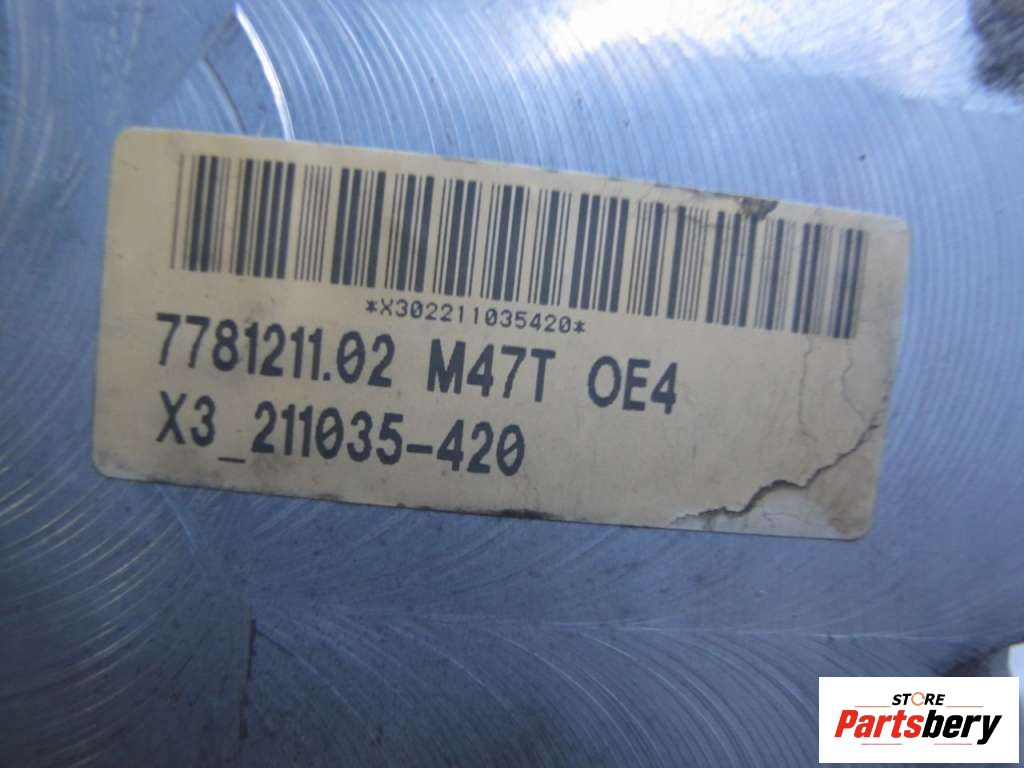 *X302211035420*
7781211.02 M47T OE4
X3_211035-420
STORE
Partsbery